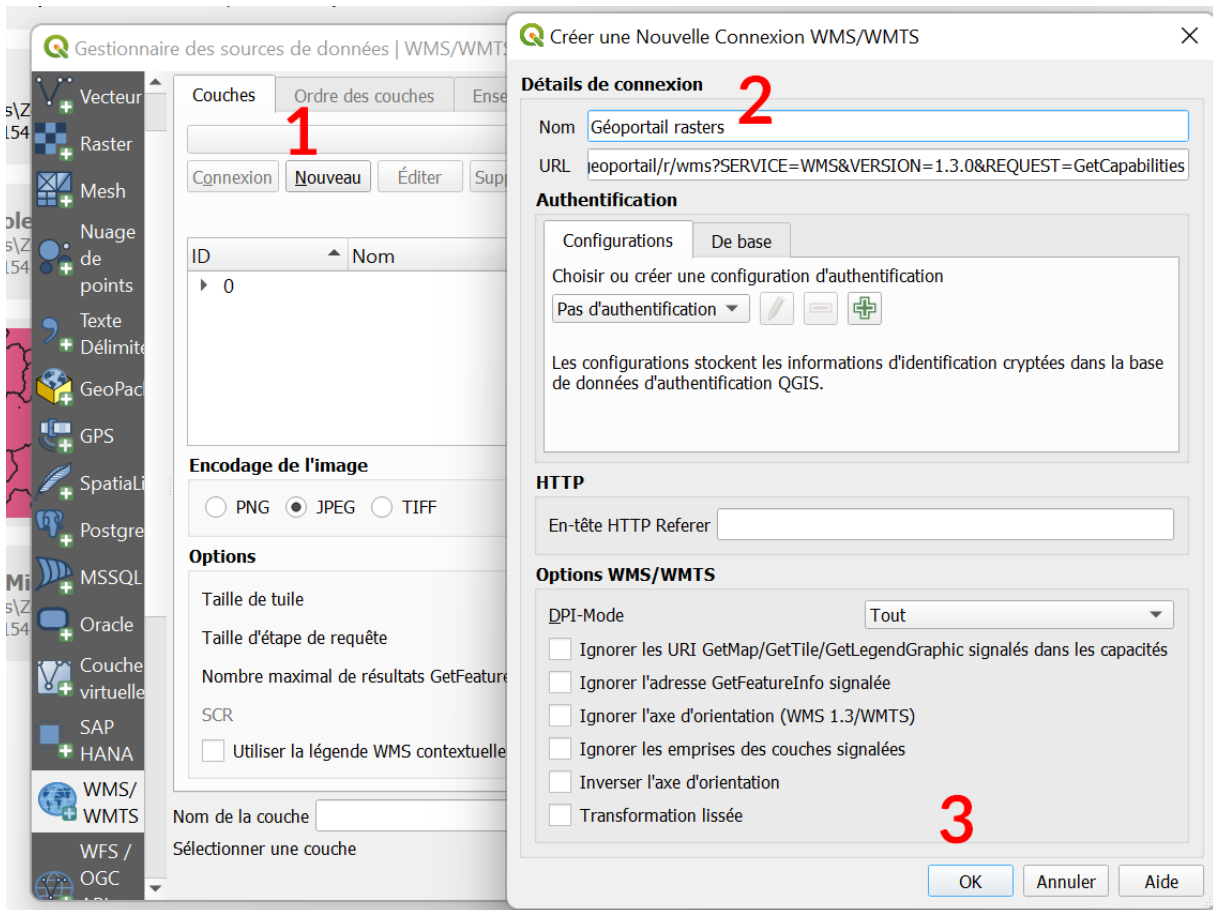 Gestionnaire des sources de données | WMS/WMTS
Vecteur
Raster
Mesh
Nuage
de
points
Texte
Délimité
GeoPac
GPS
SpatiaLi
Postgre
MSSQL
Oracle
Couche
virtuelle
SAP
HANA
WMS/
WMTS
WFS /
OGC
Couches
Ordre des couches
Ense
1
Connexion
Nouveau
Éditer
Supp
ID
Nom
0
Encodage de l'image
PNG
JPEG
TIFF
Options
Taille de tuile
Taille d'étape de requête
Nombre maximal de résultats GetFeature
SCR
Utiliser la légende WMS contextuelle
Nom de la couche
Sélectionner une couche
Créer une Nouvelle Connexion WMS/WMTS
Détails de connexion
2
Nom Géoportail rasters
URL geoportail/r/wms?SERVICE=WMS&VERSION=1.3.0&REQUEST=GetCapabilities
Authentification
Configurations
De base
Choisir ou créer une configuration d'authentification
Pas d'authentification
Les configurations stockent les informations d'identification cryptées dans la base
de données d'authentification QGIS.
HTTP
En-tête HTTP Referer
Options WMS/WMTS
DPI-Mode Tout
Ignorer les URI GetMap/GetTile/GetLegendGraphic signalés dans les capacités
Ignorer l'adresse GetFeatureInfo signalée
Ignorer l'axe d'orientation (WMS 1.3/WMTS)
Ignorer les emprises des couches signalées
Inverser l'axe d'orientation
Transformation lissée
3
OK
Annuler
Aide